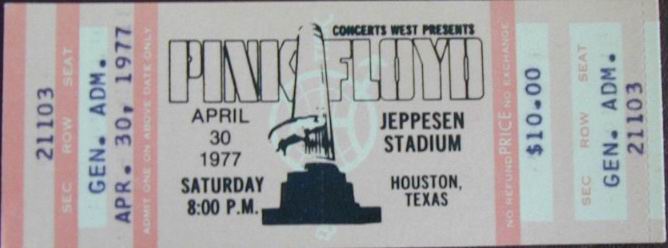 21103
SEC ROW SEAT
GEN. ADM.
APR. 30, 1977
ADMIT ONE ON ABOVE DATE ONLY
CONCERTS WEST PRESENTS
PINK FLOYD
APRIL
30
1977
SATURDAY
8:00 P.M.
JEPPESEN
STADIUM
HOUSTON,
TEXAS
NO REFUND PRICE NO EXCHANGE
$10.00
SEC ROW SEAT
GEN. ADM.
21103